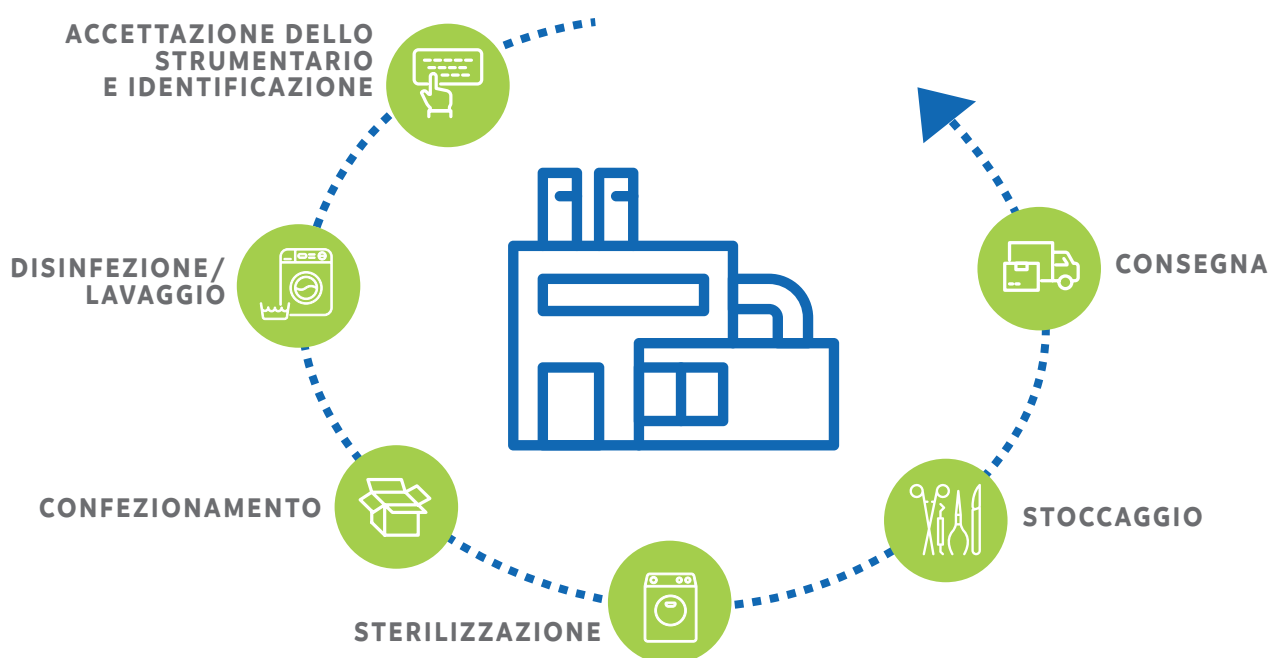 ACCETTAZIONE DELLO
STRUMENTARIO
E IDENTIFICAZIONE
DISINFEZIONE/
LAVAGGIO
CONFEZIONAMENTO
STERILIZZAZIONE
STOCCAGGIO
CONSEGNA